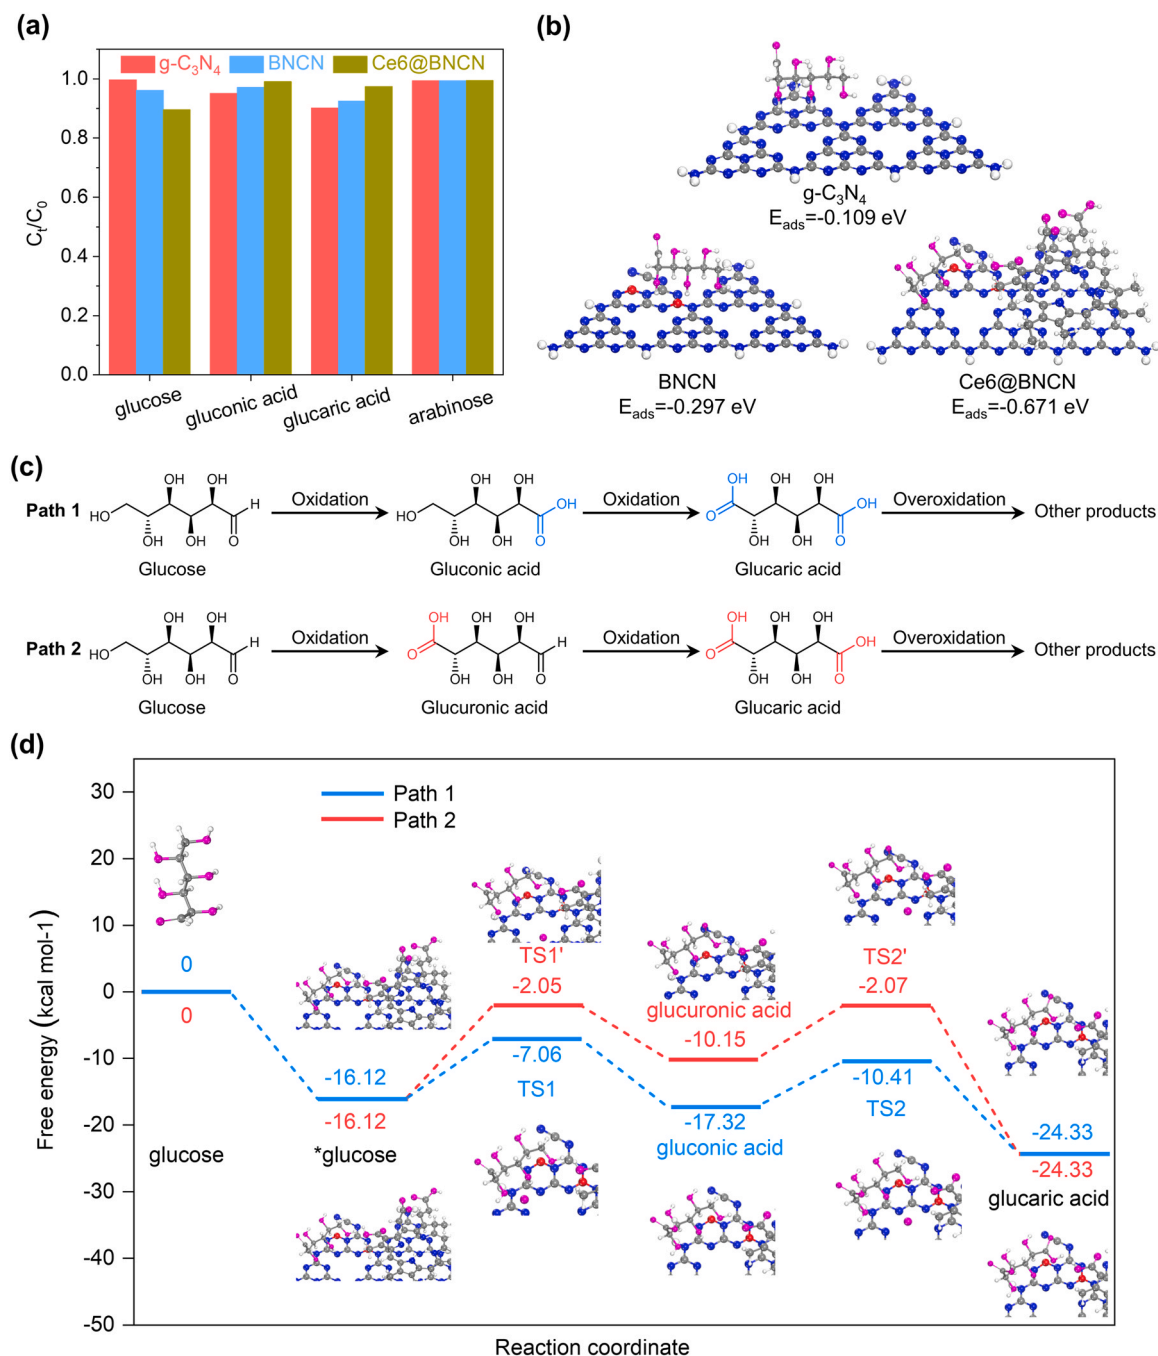 (a)
g-C₃N₄ BNCN Ce6@BNCN
1.0
0.8
0.6
0.4
0.2
0.0
Cₜ/C₀
glucose gluconic acid glucaric acid arabinose
(b)
g-C₃N₄
Eads=-0.109 eV
BNCN
Eads=-0.297 eV
Ce6@BNCN
Eads=-0.671 eV
(c)
Path 1
HO OH OH H OH OH O
Glucose
Oxidation
HO OH OH OH OH OH O
Gluconic acid
Oxidation
OH O OH OH OH OH OH O
Glucaric acid
Overoxidation
Other products
Path 2
HO OH OH H OH OH O
Glucose
Oxidation
OH O OH OH H OH OH O
Glucuronic acid
Oxidation
OH O OH OH OH OH OH O
Glucaric acid
Overoxidation
Other products
(d)
Free energy (kcal mol-1)
30
20
10
0
-10
-20
-30
-40
-50
Path 1
Path 2
0
0
glucose
-16.12
-16.12
*glucose
TS1'
-2.05
-7.06
TS1
glucuronic acid
-10.15
-17.32
gluconic acid
TS2'
-2.07
-10.41
TS2
-24.33
-24.33
glucaric acid
Reaction coordinate